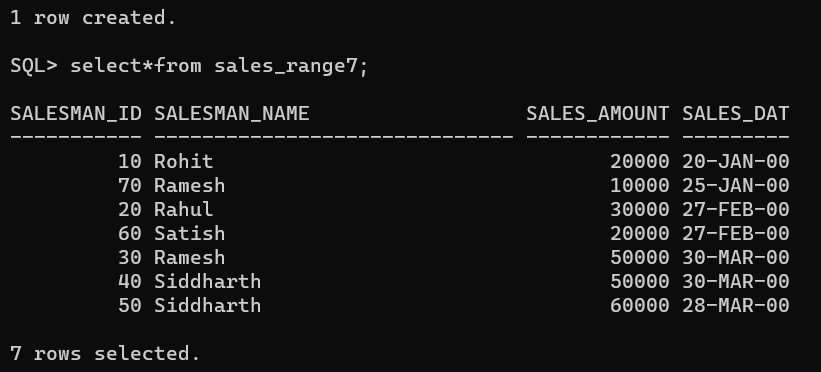 1 row created.
SQL> select*from sales_range7;
SALESMAN_ID SALESMAN_NAME                  SALES_AMOUNT SALES_DAT
----------- ------------------------------ ------------ ---------
         10 Rohit                                 20000 20-JAN-00
         70 Ramesh                                10000 25-JAN-00
         20 Rahul                                 30000 27-FEB-00
         60 Satish                                20000 27-FEB-00
         30 Ramesh                                50000 30-MAR-00
         40 Siddharth                             50000 30-MAR-00
         50 Siddharth                             60000 28-MAR-00
7 rows selected.